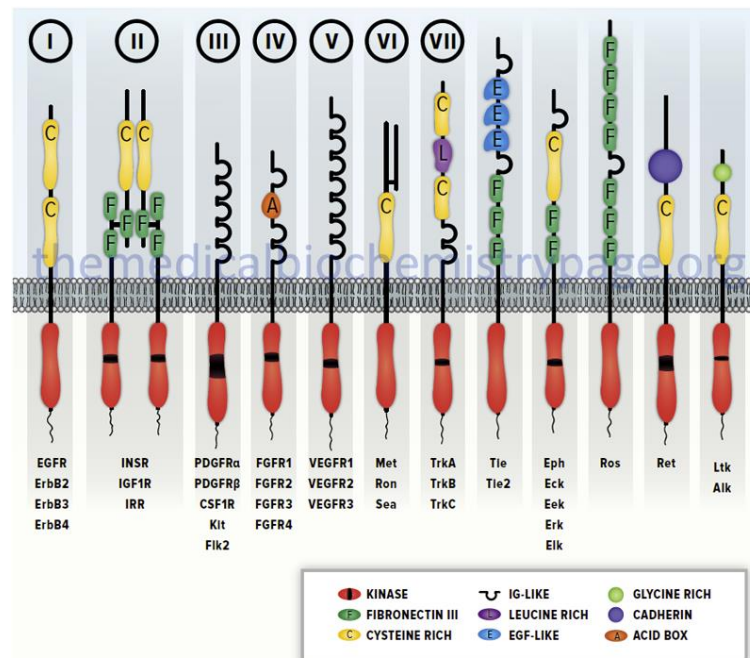 I II III IV V VI VII
C
C
C C
F F
F F
F F
A
C
C
L
C
E
E
E
F
F
F
C
F
F
F
F
F
F
F
F
F
C
C
themedicalbiochemistrypage.org
EGFR
ErbB2
ErbB3
ErbB4
INSR
IGF1R
IRR
PDGFRα
PDGFRβ
CSF1R
Kit
Flk2
FGFR1
FGFR2
FGFR3
FGFR4
VEGFR1
VEGFR2
VEGFR3
Met
Ron
Sea
TrkA
TrkB
TrkC
Tie
Tie2
Eph
Eck
Eek
Erk
Elk
Ros
Ret
Ltk
Alk
KINASE
F FIBRONECTIN III
C CYSTEINE RICH
IG-LIKE
L LEUCINE RICH
E EGF-LIKE
GLYCINE RICH
CADHERIN
A ACID BOX